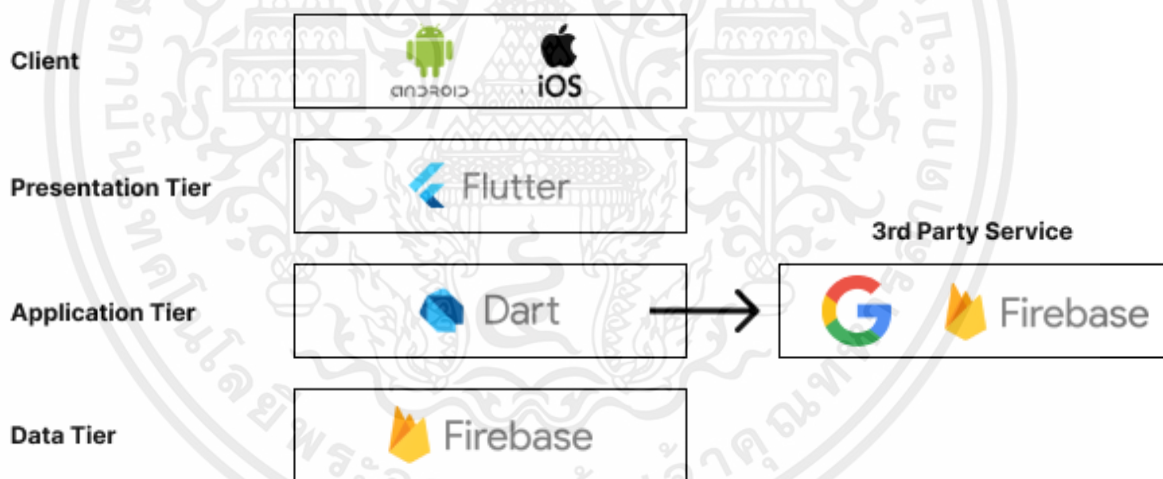 Client
ANDROID
iOS
Presentation Tier
Flutter
3rd Party Service
Application Tier
Dart
G
Firebase
Data Tier
Firebase